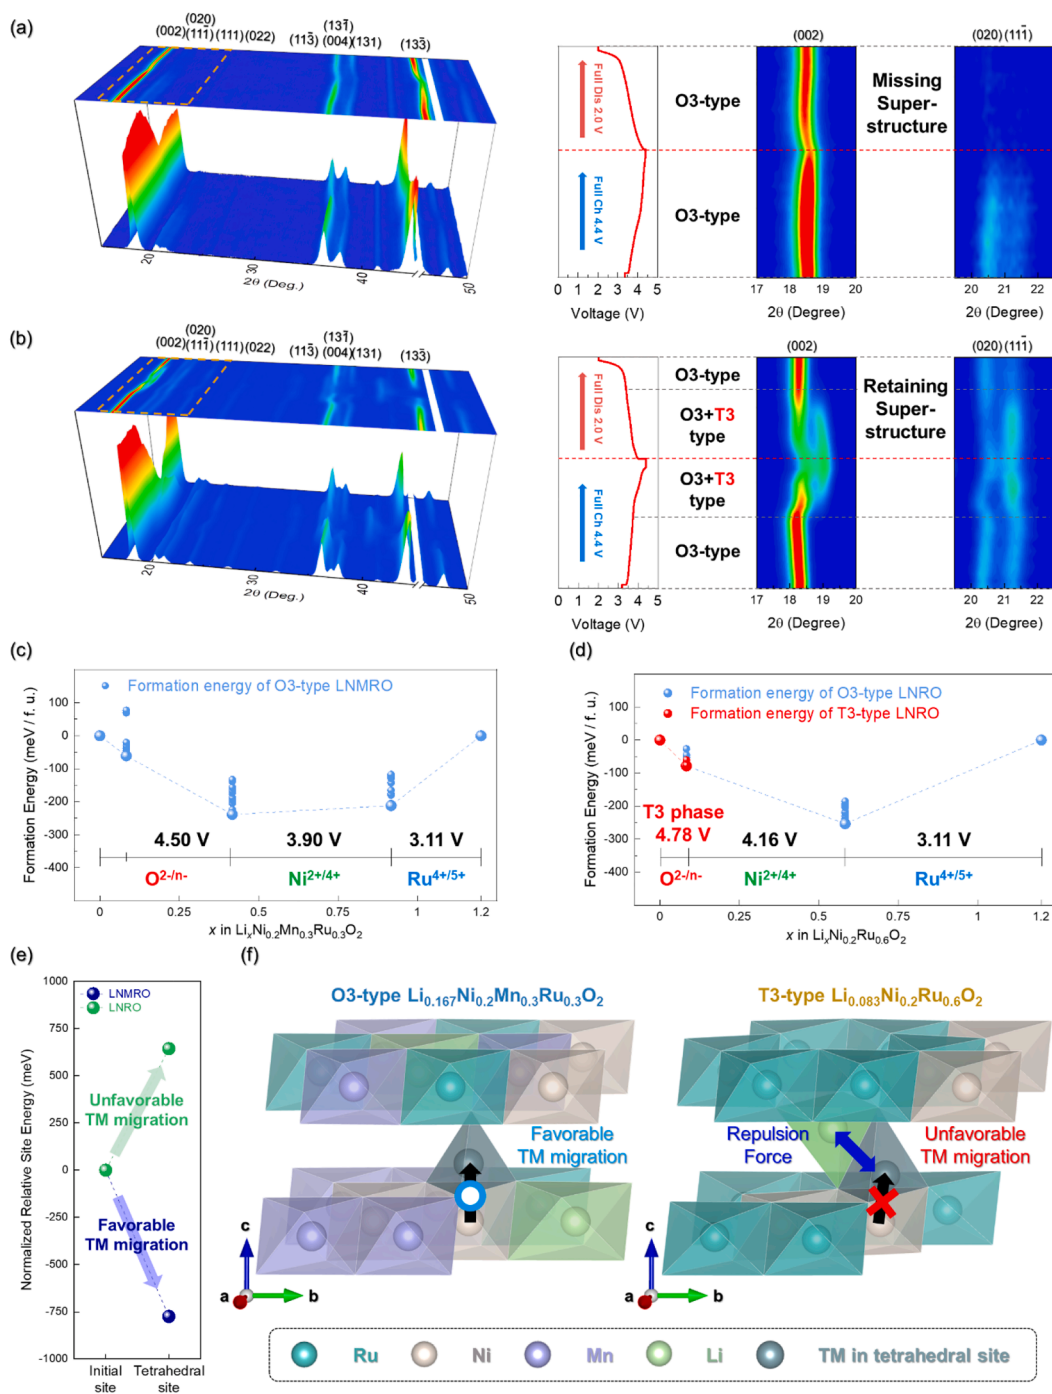 (a)
(020)
(002) (11$\bar{1}$) (111) (022)
(13$\bar{1}$)
(11$\bar{3}$) (004) (131)
(13$\bar{3}$)
20
30
40
50
2θ (Deg.)
Full Dis 2.0 V
Full Ch 4.4 V
0 1 2 3 4 5
Voltage (V)
O3-type
O3-type
(002)
17 18 19 20
2θ (Degree)
Missing
Super-
structure
(020) (11$\bar{1}$)
20 21 22
2θ (Degree)
(b)
(020)
(002) (11$\bar{1}$) (111) (022)
(13$\bar{1}$)
(11$\bar{3}$) (004) (131)
(13$\bar{3}$)
20
30
40
50
2θ (Deg.)
Full Dis 2.0 V
Full Ch 4.4 V
0 1 2 3 4 5
Voltage (V)
O3-type
O3+T3
type
O3+T3
type
O3-type
(002)
17 18 19 20
2θ (Degree)
Retaining
Super-
structure
(020) (11$\bar{1}$)
20 21 22
2θ (Degree)
(c)
Formation energy of O3-type LNMRO
Formation Energy (meV / f. u.)
100
0
-100
-200
-300
-400
-500
4.50 V 3.90 V 3.11 V
O2-/n- Ni2+/4+ Ru4+/5+
0 0.25 0.5 0.75 1 1.2
x in LixNi0.2Mn0.3Ru0.3O2
(d)
Formation energy of O3-type LNRO
Formation energy of T3-type LNRO
Formation Energy (meV / f. u.)
100
0
-100
-200
-300
-400
-500
T3 phase
4.78 V 4.16 V 3.11 V
O2-/n- Ni2+/4+ Ru4+/5+
0 0.25 0.5 0.75 1 1.2
x in LixNi0.2Ru0.6O2
(e)
Normalized Relative Site Energy (meV)
1000
750
500
250
0
-250
-500
-750
-1000
LNMRO
LNRO
Unfavorable
TM migration
Favorable
TM migration
Initial
site
Tetrahedral
site
(f)
O3-type Li0.167Ni0.2Mn0.3Ru0.3O2
Favorable
TM migration
c
a
b
T3-type Li0.083Ni0.2Ru0.6O2
Repulsion
Force
Unfavorable
TM migration
c
a
b
Ru Ni Mn Li TM in tetrahedral site